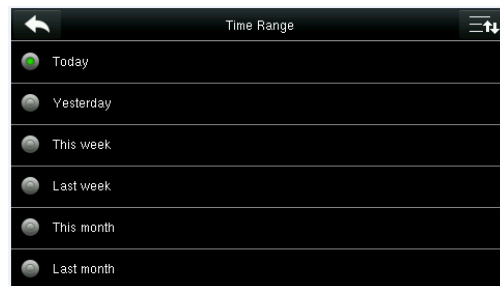 Time Range
Today
Yesterday
This week
Last week
This month
Last month